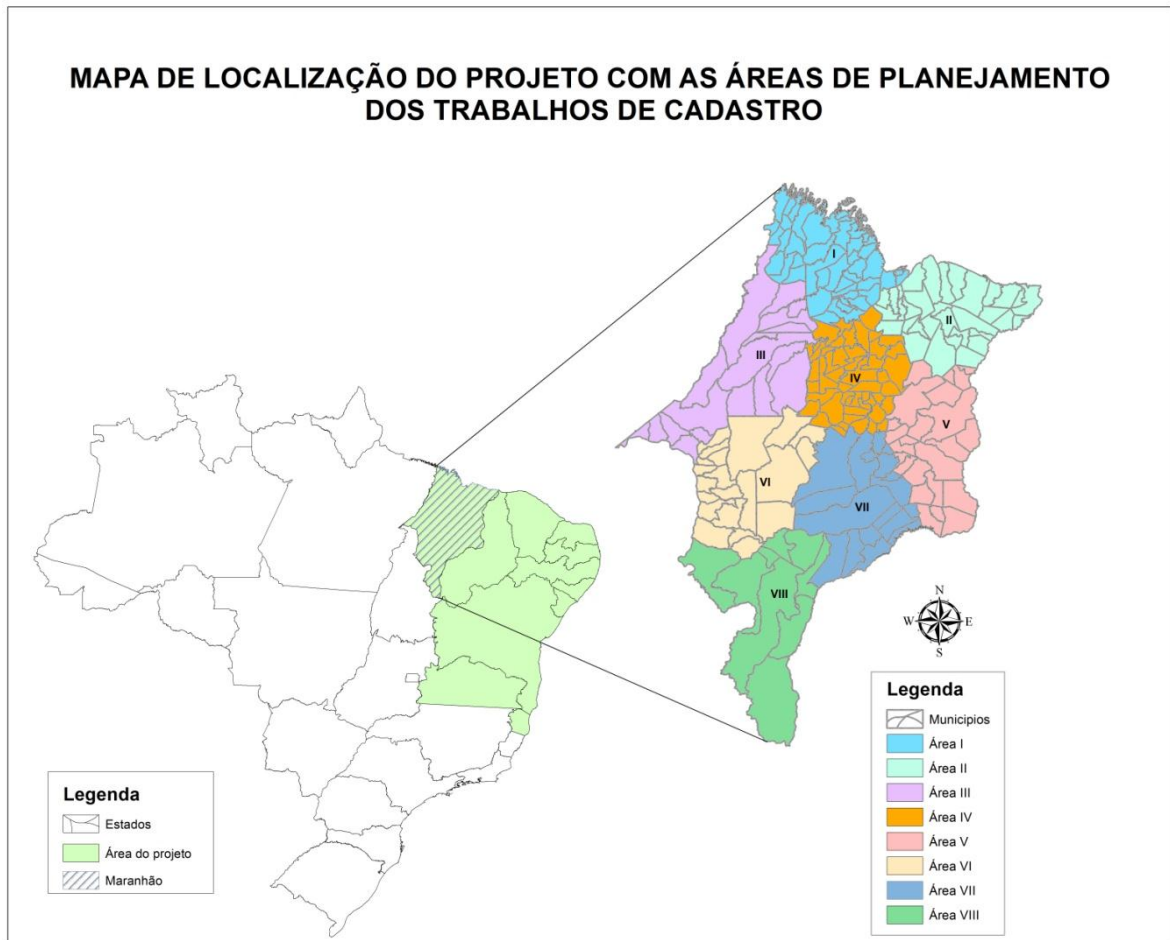 MAPA DE LOCALIZAÇÃO DO PROJETO COM AS ÁREAS DE PLANEJAMENTO
DOS TRABALHOS DE CADASTRO
I
II
III
IV
V
VI
VII
VIII
N
W E
S
Legenda
Estados
Área do projeto
Maranhão
Legenda
Municipios
Área I
Área II
Área III
Área IV
Área V
Área VI
Área VII
Área VIII